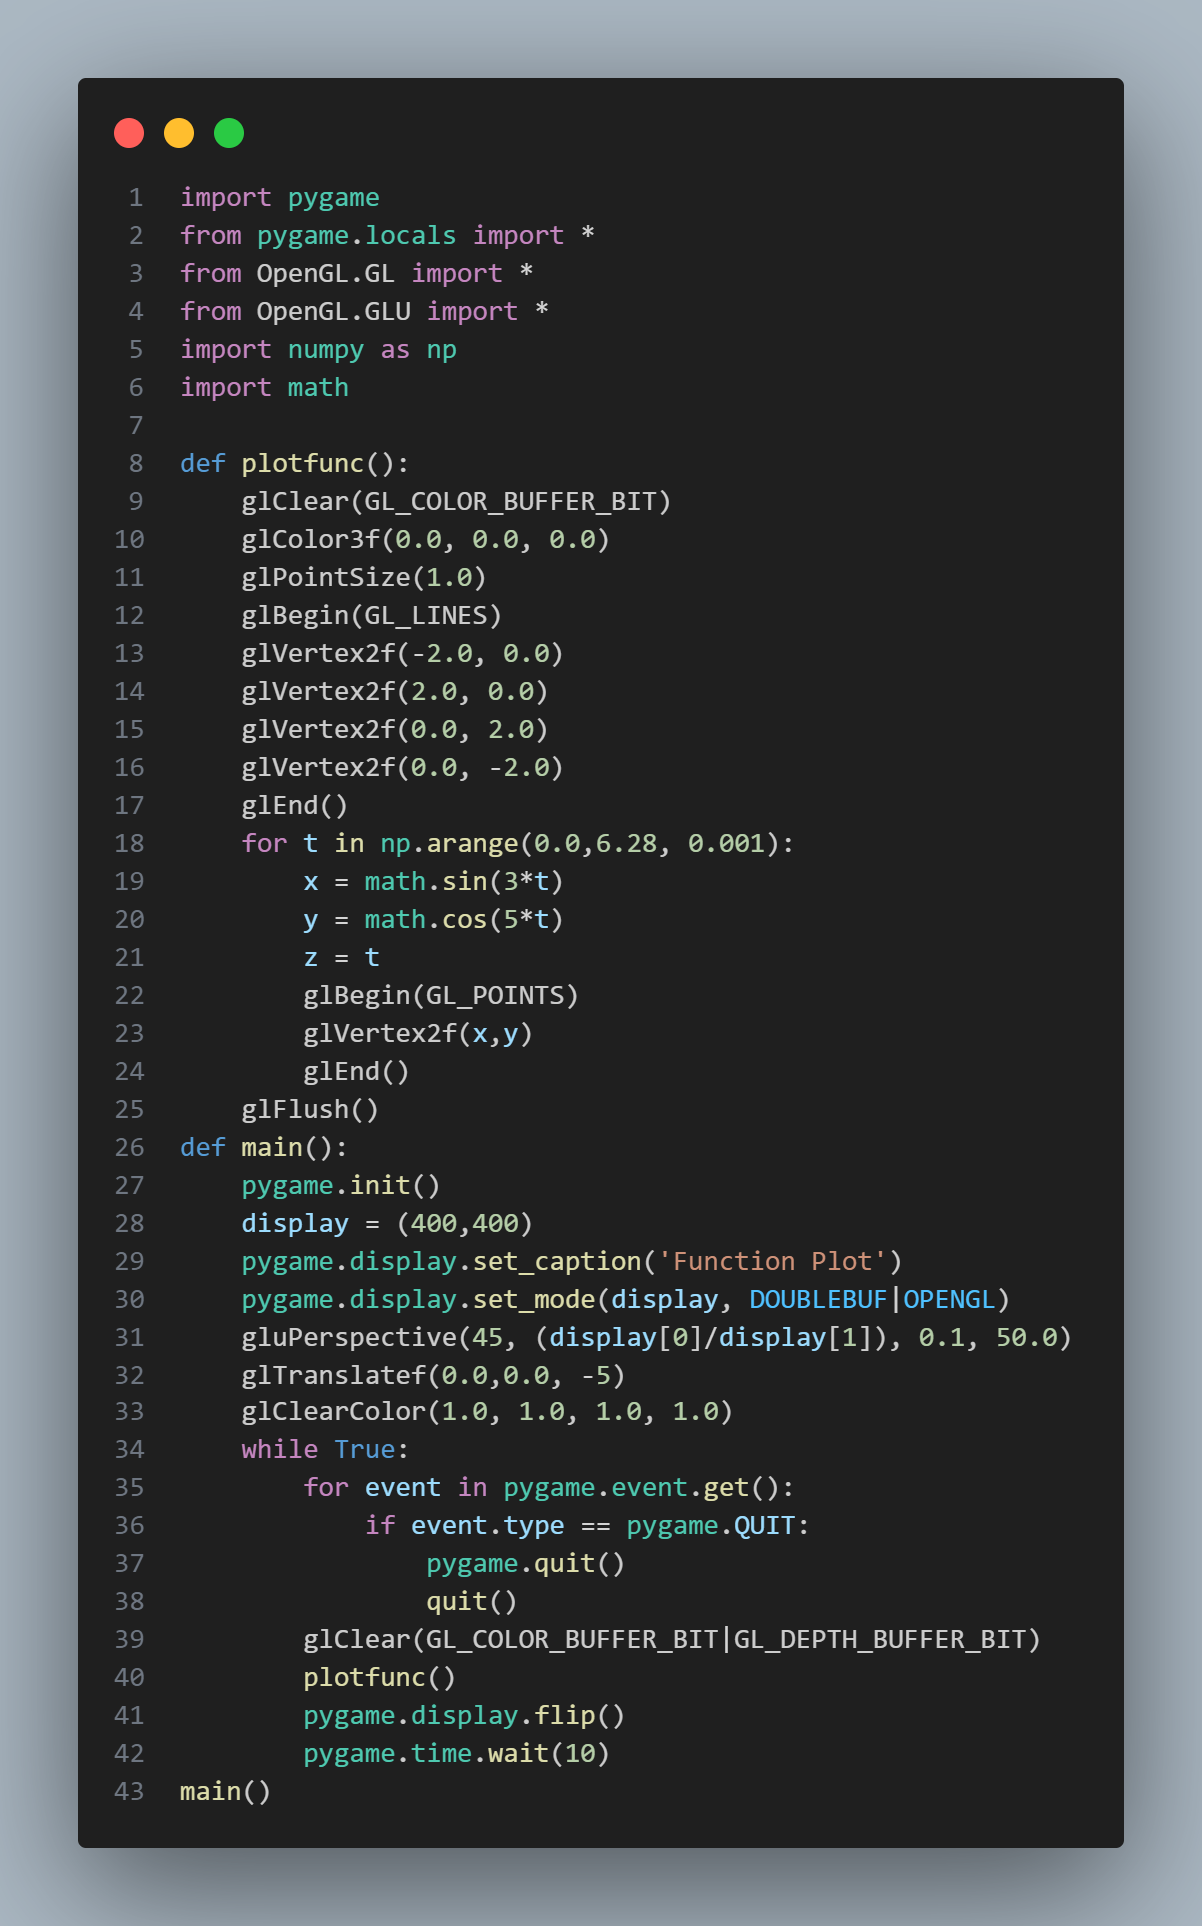 1 import pygame
2 from pygame.locals import *
3 from OpenGL.GL import *
4 from OpenGL.GLU import *
5 import numpy as np
6 import math
7
8 def plotfunc():
9     glClear(GL_COLOR_BUFFER_BIT)
10     glColor3f(0.0, 0.0, 0.0)
11     glPointSize(1.0)
12     glBegin(GL_LINES)
13     glVertex2f(-2.0, 0.0)
14     glVertex2f(2.0, 0.0)
15     glVertex2f(0.0, 2.0)
16     glVertex2f(0.0, -2.0)
17     glEnd()
18     for t in np.arange(0.0,6.28, 0.001):
19         x = math.sin(3*t)
20         y = math.cos(5*t)
21         z = t
22         glBegin(GL_POINTS)
23         glVertex2f(x,y)
24         glEnd()
25     glFlush()
26 def main():
27     pygame.init()
28     display = (400,400)
29     pygame.display.set_caption('Function Plot')
30     pygame.display.set_mode(display, DOUBLEBUF|OPENGL)
31     gluPerspective(45, (display[0]/display[1]), 0.1, 50.0)
32     glTranslatef(0.0,0.0, -5)
33     glClearColor(1.0, 1.0, 1.0, 1.0)
34     while True:
35         for event in pygame.event.get():
36             if event.type == pygame.QUIT:
37                 pygame.quit()
38                 quit()
39         glClear(GL_COLOR_BUFFER_BIT|GL_DEPTH_BUFFER_BIT)
40         plotfunc()
41         pygame.display.flip()
42         pygame.time.wait(10)
43 main()